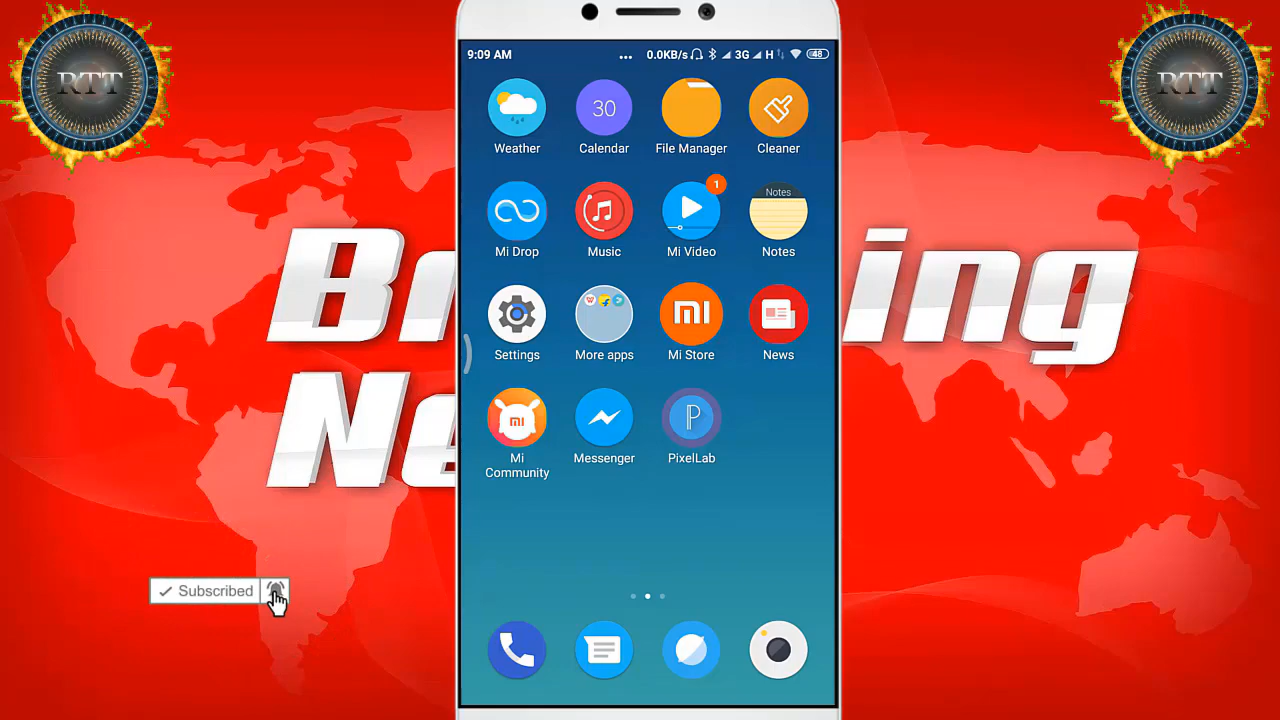 RTT
RTT
9:09 AM
... 0.0KB/s 3G H 48
30
Weather Calendar File Manager Cleaner
1
Notes
Mi Drop Music Mi Video Notes
mi
Settings More apps Mi Store News
mi
P
Mi Community Messenger PixelLab
Subscribed
ing